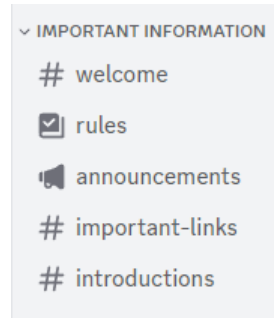 IMPORTANT INFORMATION
# welcome
rules
announcements
# important-links
# introductions